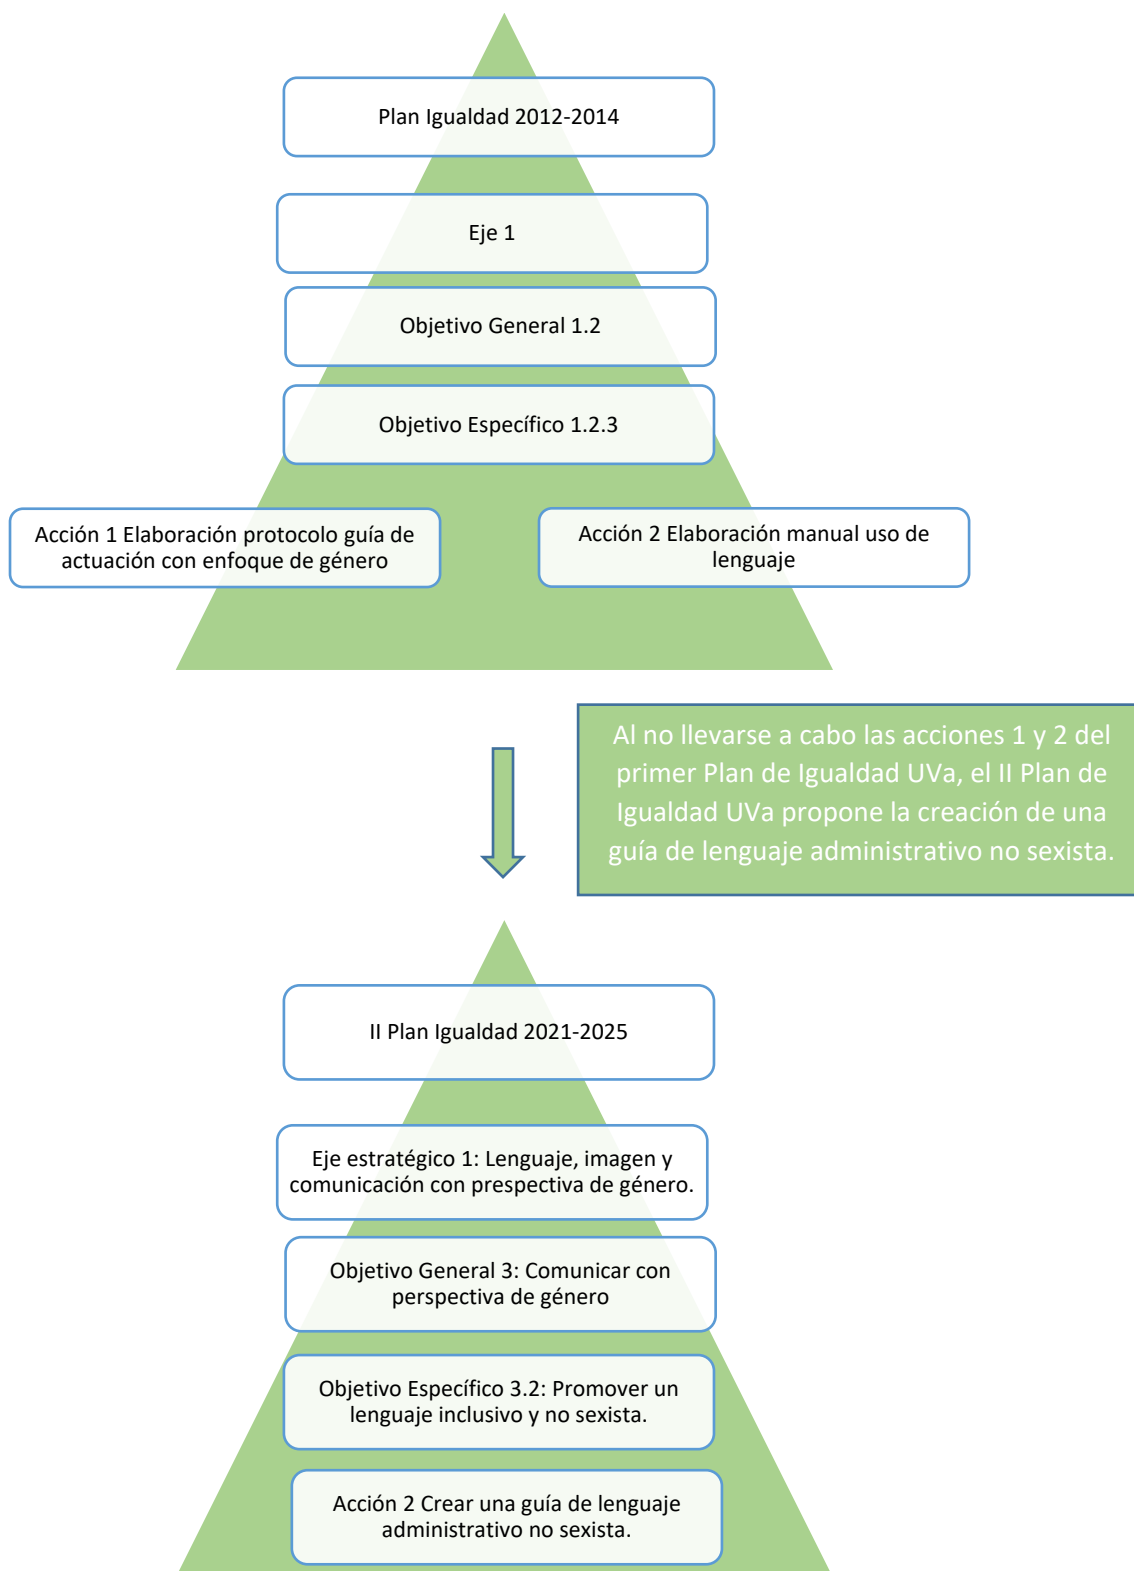 Plan Igualdad 2012-2014
Eje 1
Objetivo General 1.2
Objetivo Específico 1.2.3
Acción 1 Elaboración protocolo guía de
actuación con enfoque de género
Acción 2 Elaboración manual uso de
lenguaje
Al no llevarse a cabo las acciones 1 y 2 del
primer Plan de Igualdad UVa, el II Plan de
Igualdad UVa propone la creación de una
guía de lenguaje administrativo no sexista.
II Plan Igualdad 2021-2025
Eje estratégico 1: Lenguaje, imagen y
comunicación con prespectiva de género.
Objetivo General 3: Comunicar con
perspectiva de género
Objetivo Específico 3.2: Promover un
lenguaje inclusivo y no sexista.
Acción 2 Crear una guía de lenguaje
administrativo no sexista.